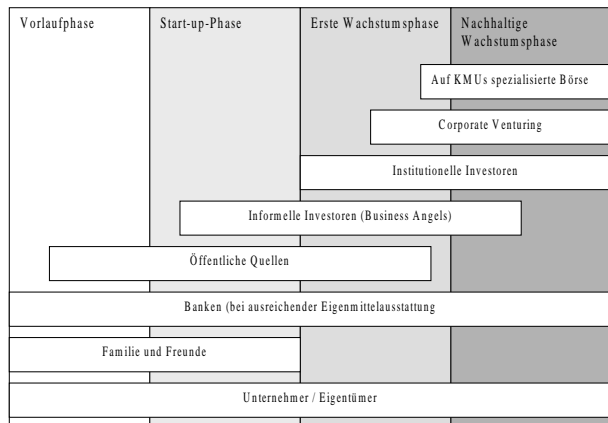 Vorlaufphase
Start-up-Phase
Erste Wachstumsphase
Nachhaltige
Wachstumsphase
Auf KMUs spezialisierte Börse
Corporate Venturing
Institutionelle Investoren
Informelle Investoren (Business Angels)
Öffentliche Quellen
Banken (bei ausreichender Eigenmittelausstattung
Familie und Freunde
Unternehmer / Eigentümer